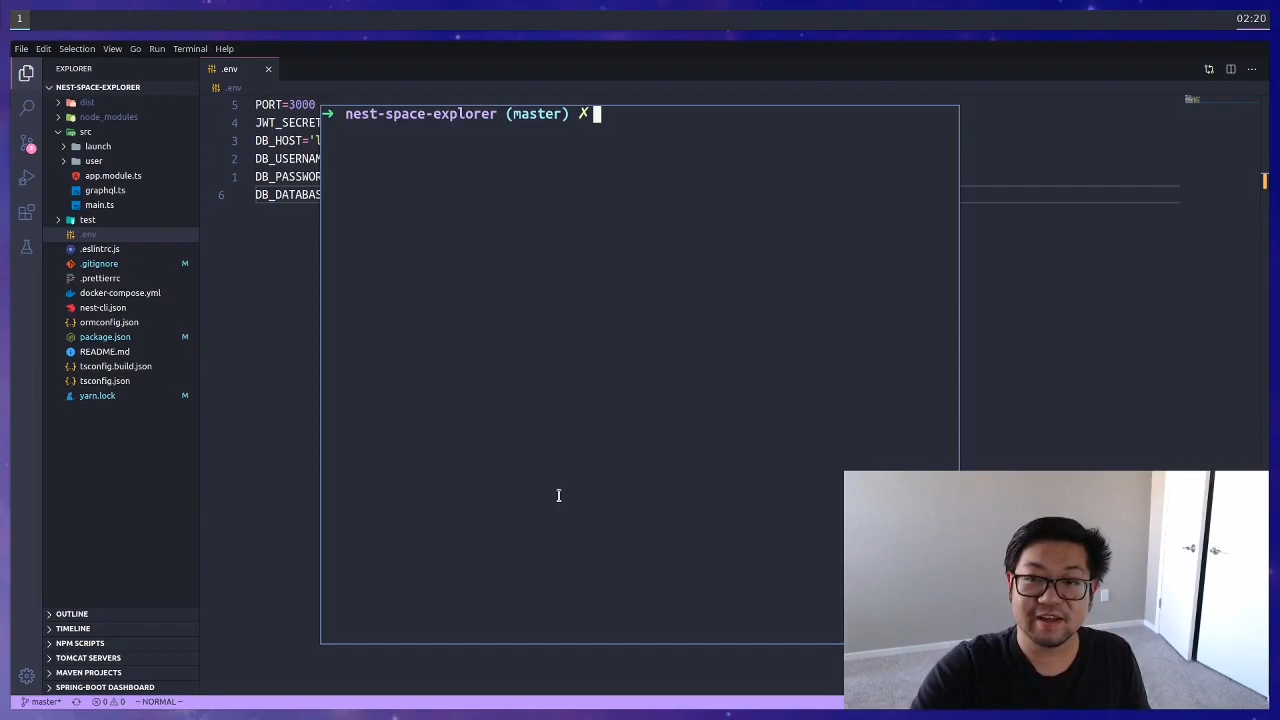 1
02:20
File Edit Selection View Go Run Terminal Help
EXPLORER
.env
NEST-SPACE-EXPLORER
dist
node_modules
src
launch
user
app.module.ts
graphql.ts
main.ts
test
.env
.eslintrc.js
.gitignore M
.prettierrc
docker-compose.yml
nest-cli.json
ormconfig.json
package.json M
README.md
tsconfig.build.json
tsconfig.json
yarn.lock M
OUTLINE
TIMELINE
NPM SCRIPTS
TOMCAT SERVERS
MAVEN PROJECTS
SPRING-BOOT DASHBOARD
.env
5 PORT=3000
4 JWT_SECRET
3 DB_HOST='l
2 DB_USERNAM
1 DB_PASSWOR
6 DB_DATABAS
➜ nest-space-explorer (master) ✗
3
master* 0 0 -- NORMAL --